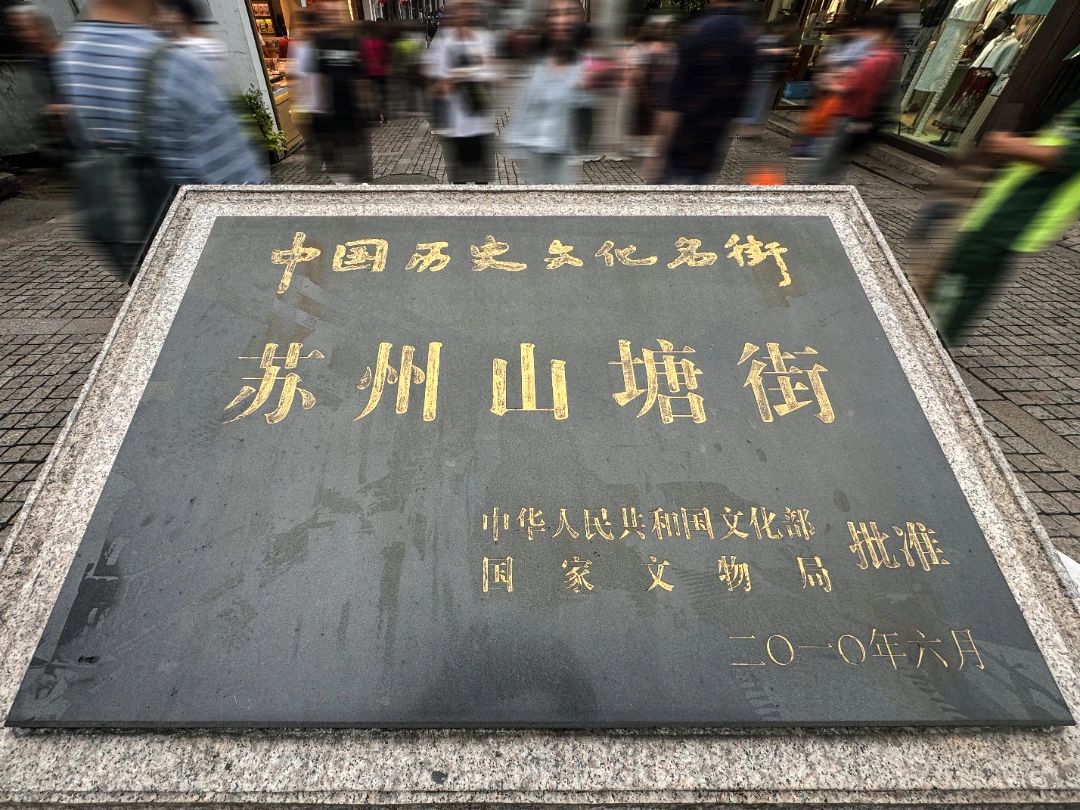 中国历史文化名街
苏州山塘街
中华人民共和国文化部
国家文物局
批准
二〇一〇年六月